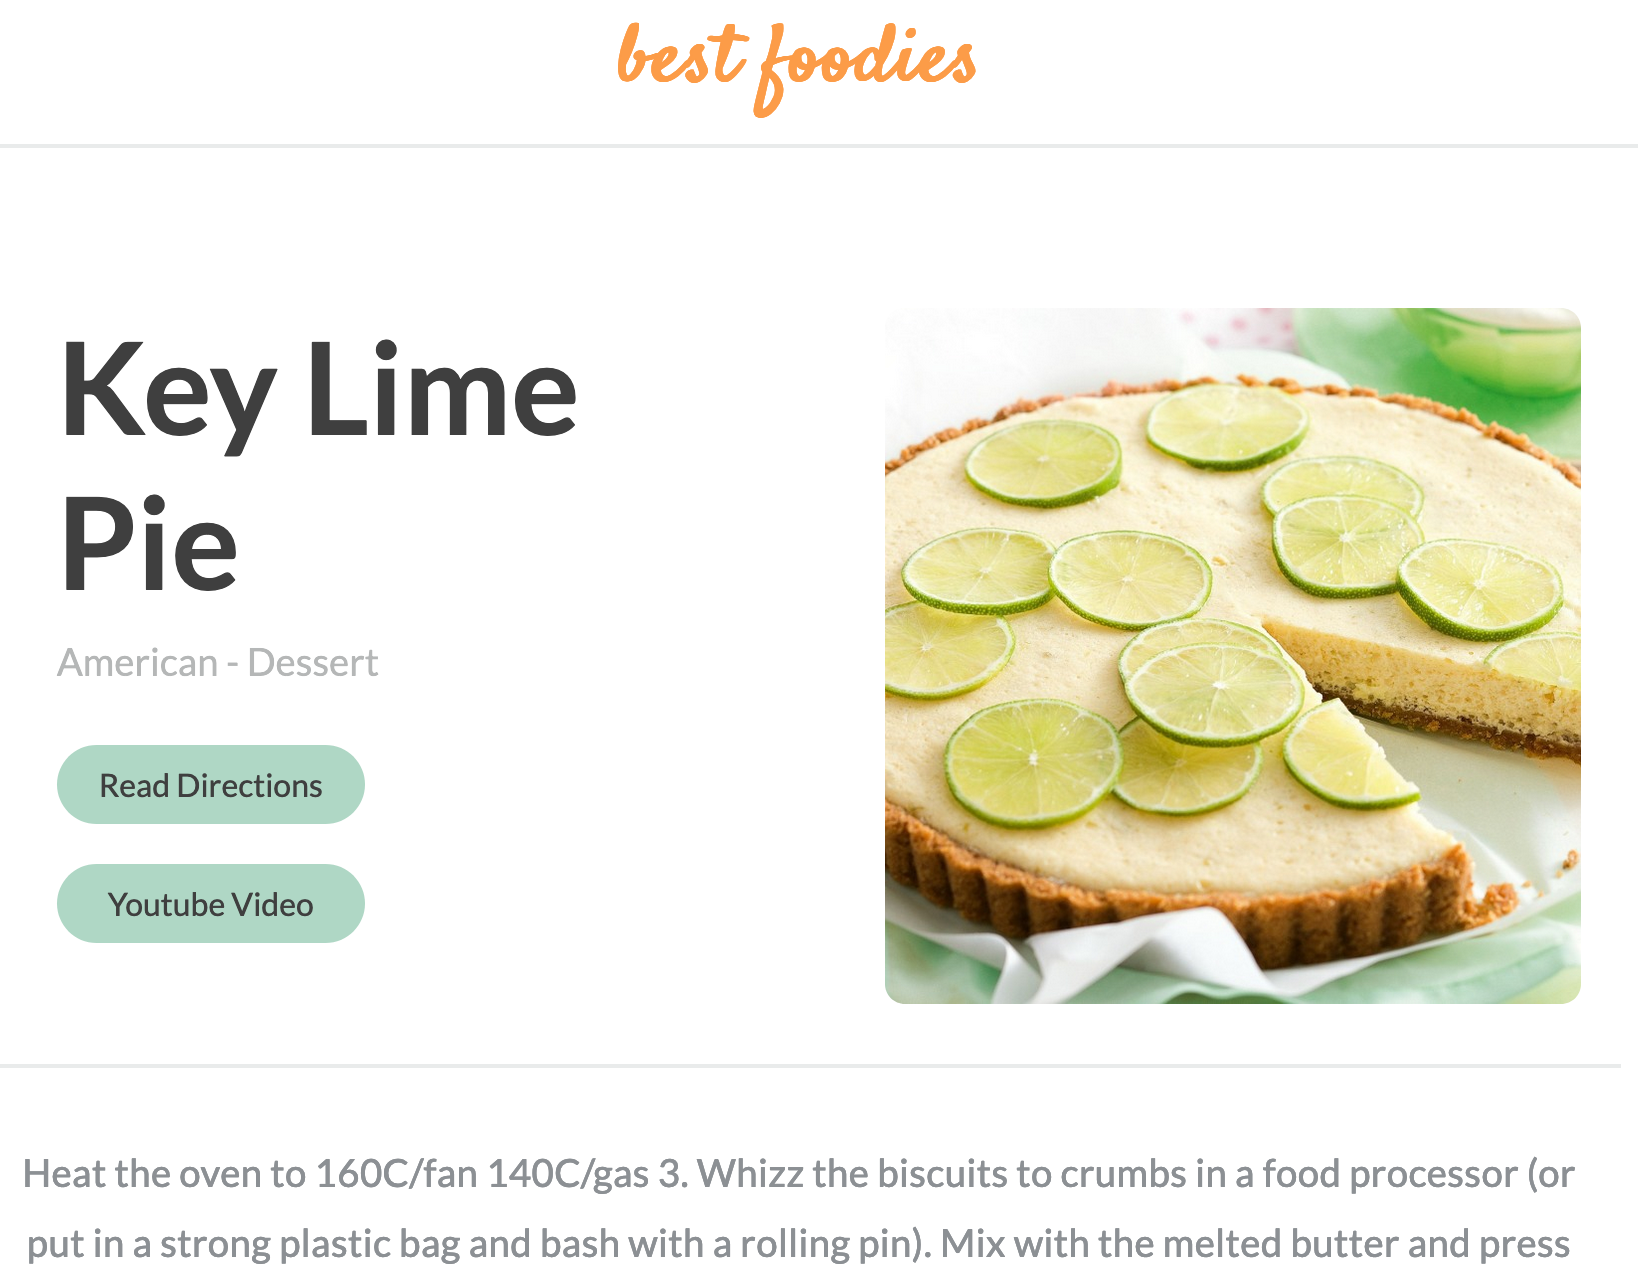 best foodies
Key Lime
Pie
American - Dessert
Read Directions
Youtube Video
Heat the oven to 160C/fan 140C/gas 3. Whizz the biscuits to crumbs in a food processor (or
put in a strong plastic bag and bash with a rolling pin). Mix with the melted butter and press